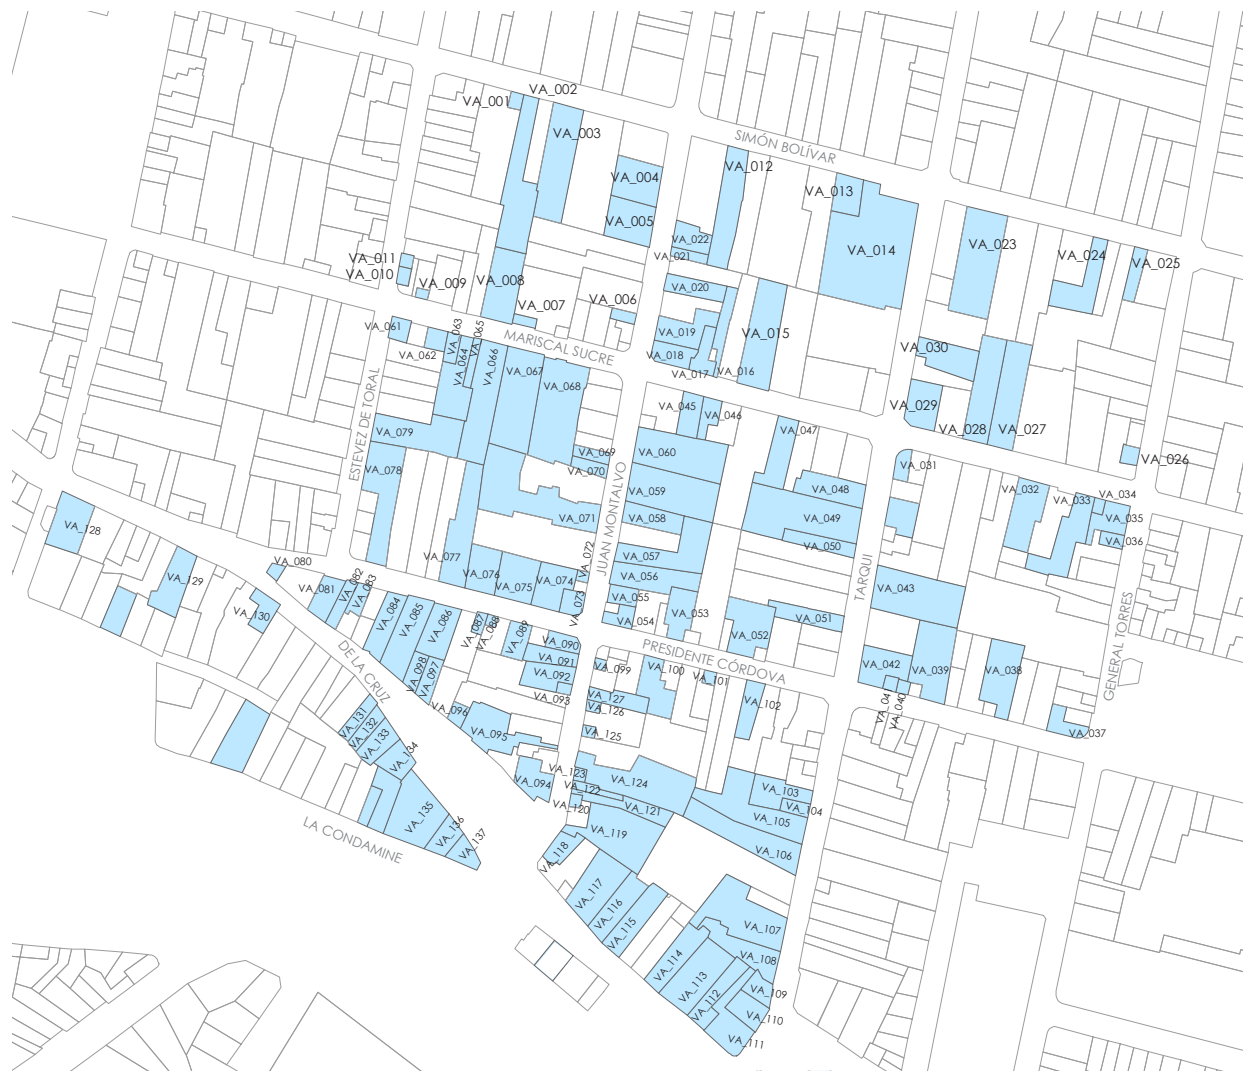 VA_002
VA_001
VA_003
SIMÓN BOLÍVAR
VA_012
VA_004
VA_013
VA_005
VA_022
VA_014
VA_023
VA_024
VA_025
VA_021
VA_011
VA_010
VA_009
VA_008
VA_020
VA_007
VA_006
VA_061
VA_063
VA_065
VA_019
VA_015
VA_062
VA_064
VA_066
MARISCAL SUCRE
VA_018
VA_017
VA_016
VA_030
VA_067
VA_068
ESTEVEZ DE TORAL
VA_045
VA_046
VA_029
VA_079
VA_047
VA_028
VA_027
VA_069
VA_060
VA_026
VA_078
VA_070
VA_031
VA_059
VA_048
VA_032
VA_033
VA_034
JUAN MONTALVO
VA_071
VA_058
VA_049
VA_035
VA_128
VA_050
VA_036
VA_080
VA_077
VA_072
VA_057
TARQUI
VA_129
VA_081
VA_082
VA_083
VA_076
VA_075
VA_074
VA_056
VA_043
VA_130
VA_084
VA_085
VA_086
VA_087
VA_088
VA_089
VA_073
VA_055
VA_054
VA_053
VA_052
VA_051
GENERAL TORRES
VA_090
VA_091
VA_092
VA_093
PRESIDENTE CÓRDOVA
DE LA CRUZ
VA_098
VA_097
VA_099
VA_100
VA_101
VA_042
VA_039
VA_038
VA_041
VA_040
VA_127
VA_126
VA_102
VA_096
VA_095
VA_125
VA_037
VA_131
VA_132
VA_133
VA_134
VA_094
VA_123
VA_124
VA_122
VA_103
VA_120
VA_121
VA_104
VA_135
VA_105
LA CONDAMINE
VA_136
VA_137
VA_119
VA_118
VA_106
VA_117
VA_116
VA_115
VA_107
VA_114
VA_108
VA_113
VA_109
VA_112
VA_110
VA_111